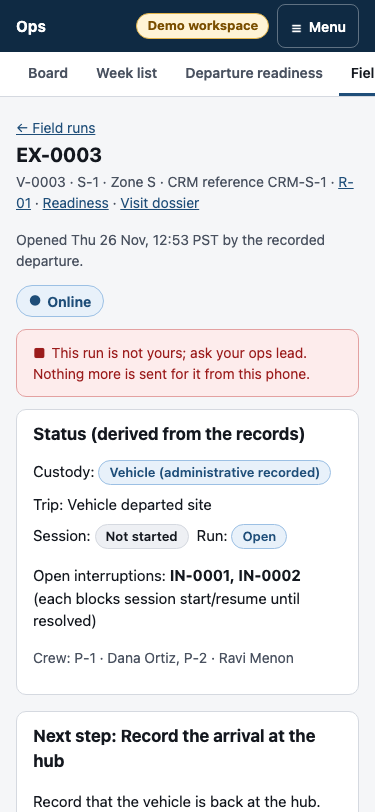 Ops
Demo workspace
≡ Menu
Board
Week list
Departure readiness
Fiel
← Field runs
EX-0003
V-0003 · S-1 · Zone S · CRM reference CRM-S-1 · R-
01 · Readiness · Visit dossier
Opened Thu 26 Nov, 12:53 PST by the recorded
departure.
Online
This run is not yours; ask your ops lead.
Nothing more is sent for it from this phone.
Status (derived from the records)
Custody: Vehicle (administrative recorded)
Trip: Vehicle departed site
Session: Not started Run: Open
Open interruptions: IN-0001, IN-0002
(each blocks session start/resume until
resolved)
Crew: P-1 · Dana Ortiz, P-2 · Ravi Menon
Next step: Record the arrival at the
hub
Record that the vehicle is back at the hub.